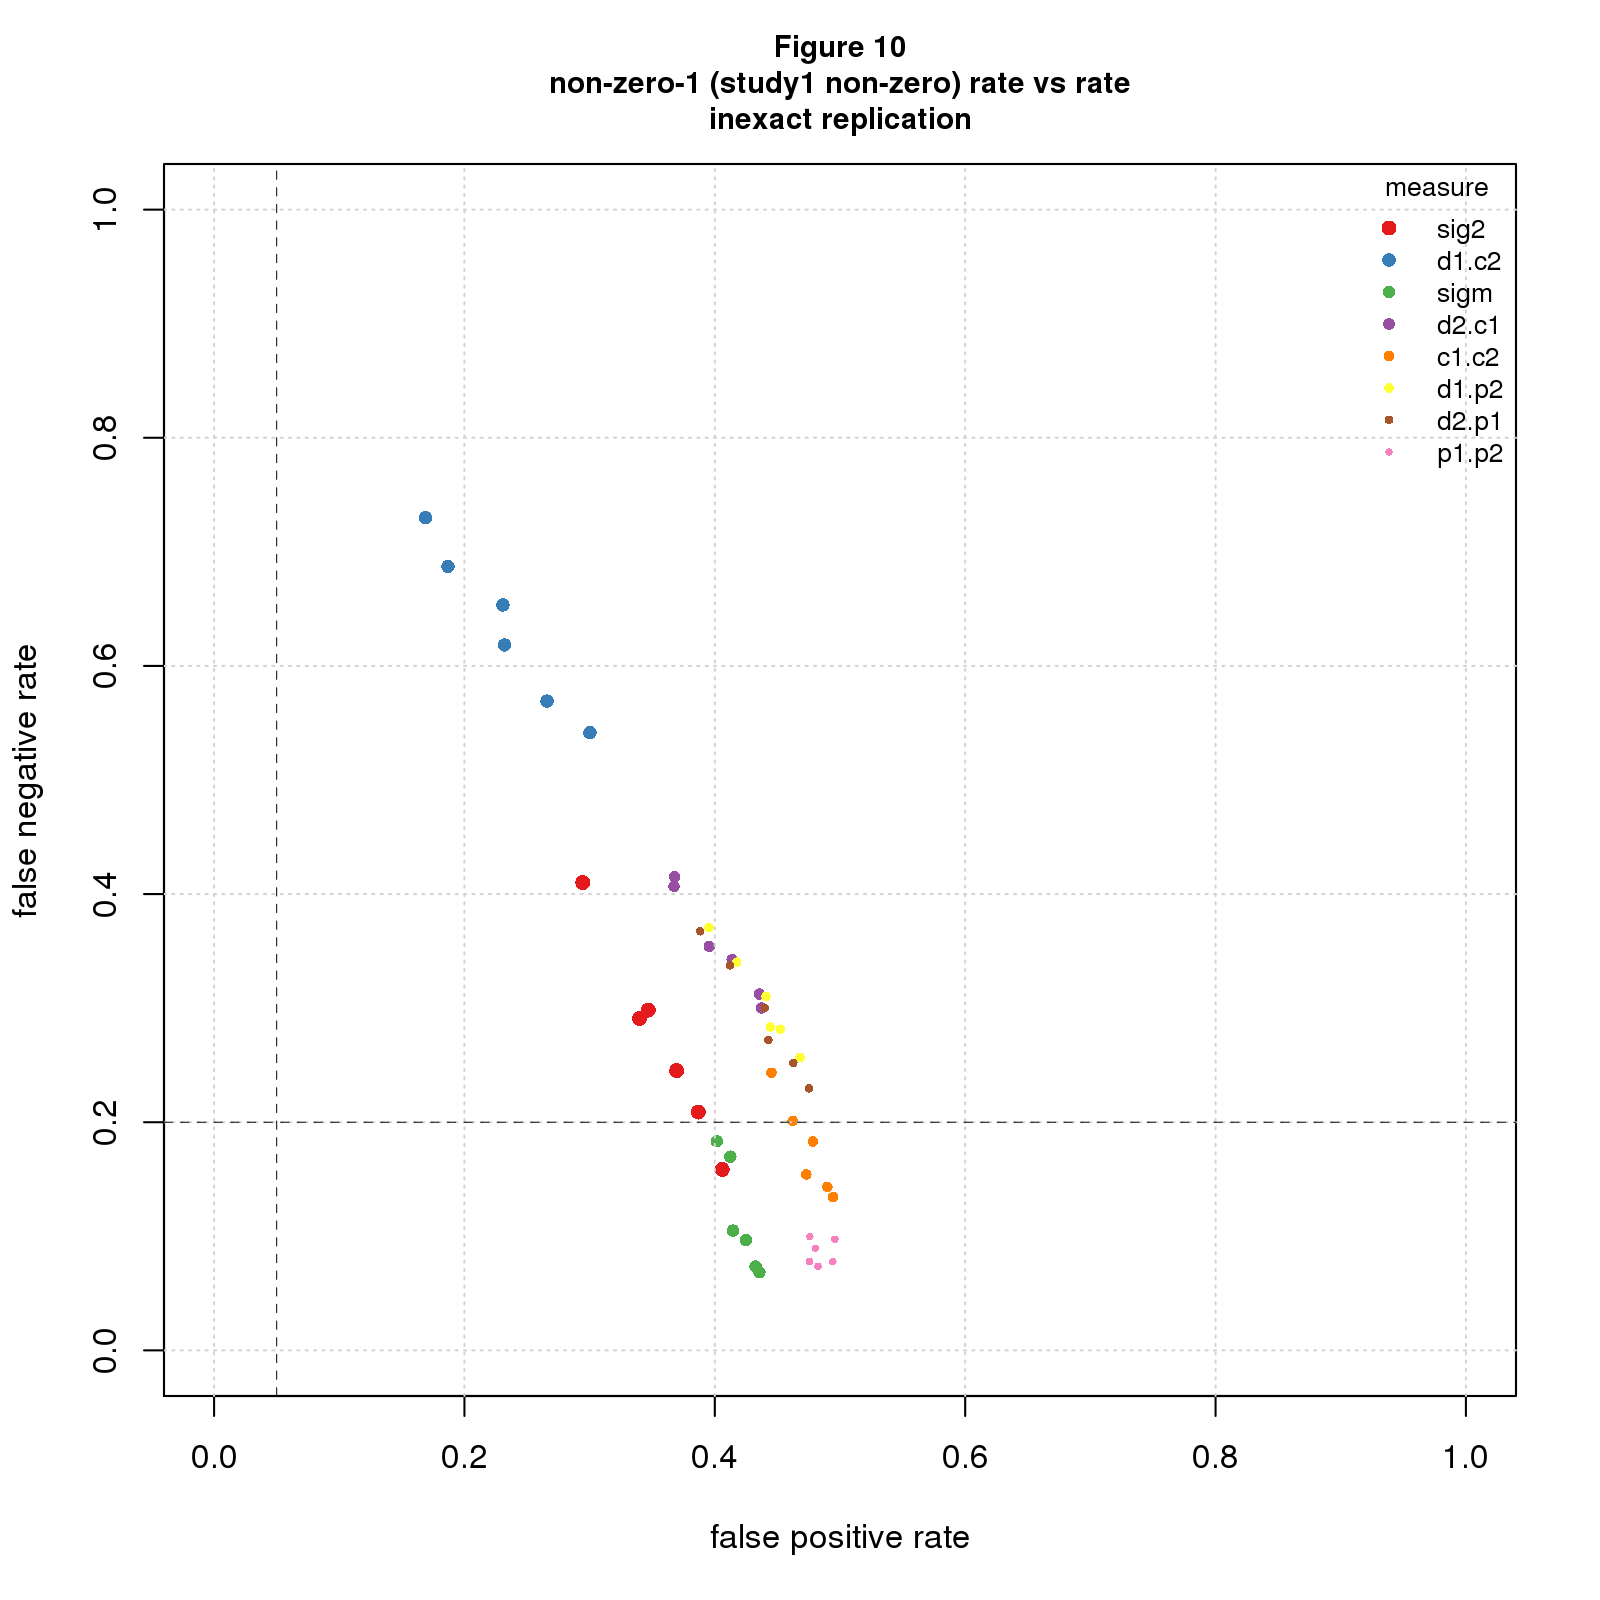 Figure 10
non-zero-1 (study1 non-zero) rate vs rate
inexact replication
measure
sig2
d1.c2
sigm
d2.c1
c1.c2
d1.p2
d2.p1
p1.p2
false negative rate
1.0
0.8
0.6
0.4
0.2
0.0
0.0 0.2 0.4 0.6 0.8 1.0
false positive rate